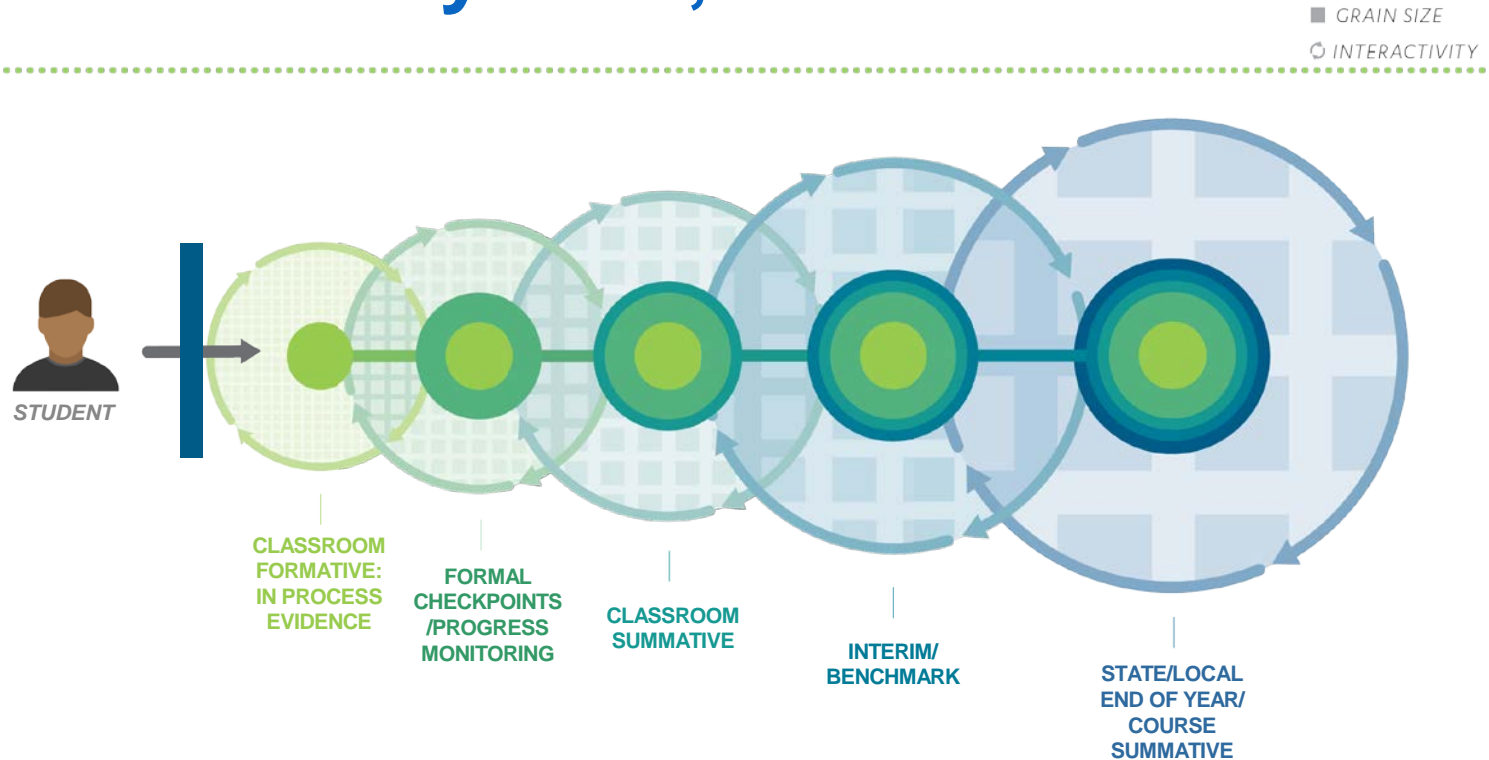 GRAIN SIZE
INTERACTIVITY
STUDENT
CLASSROOM
FORMATIVE:
IN PROCESS
EVIDENCE
FORMAL
CHECKPOINTS
/PROGRESS
MONITORING
CLASSROOM
SUMMATIVE
INTERIM/
BENCHMARK
STATE/LOCAL
END OF YEAR/
COURSE
SUMMATIVE